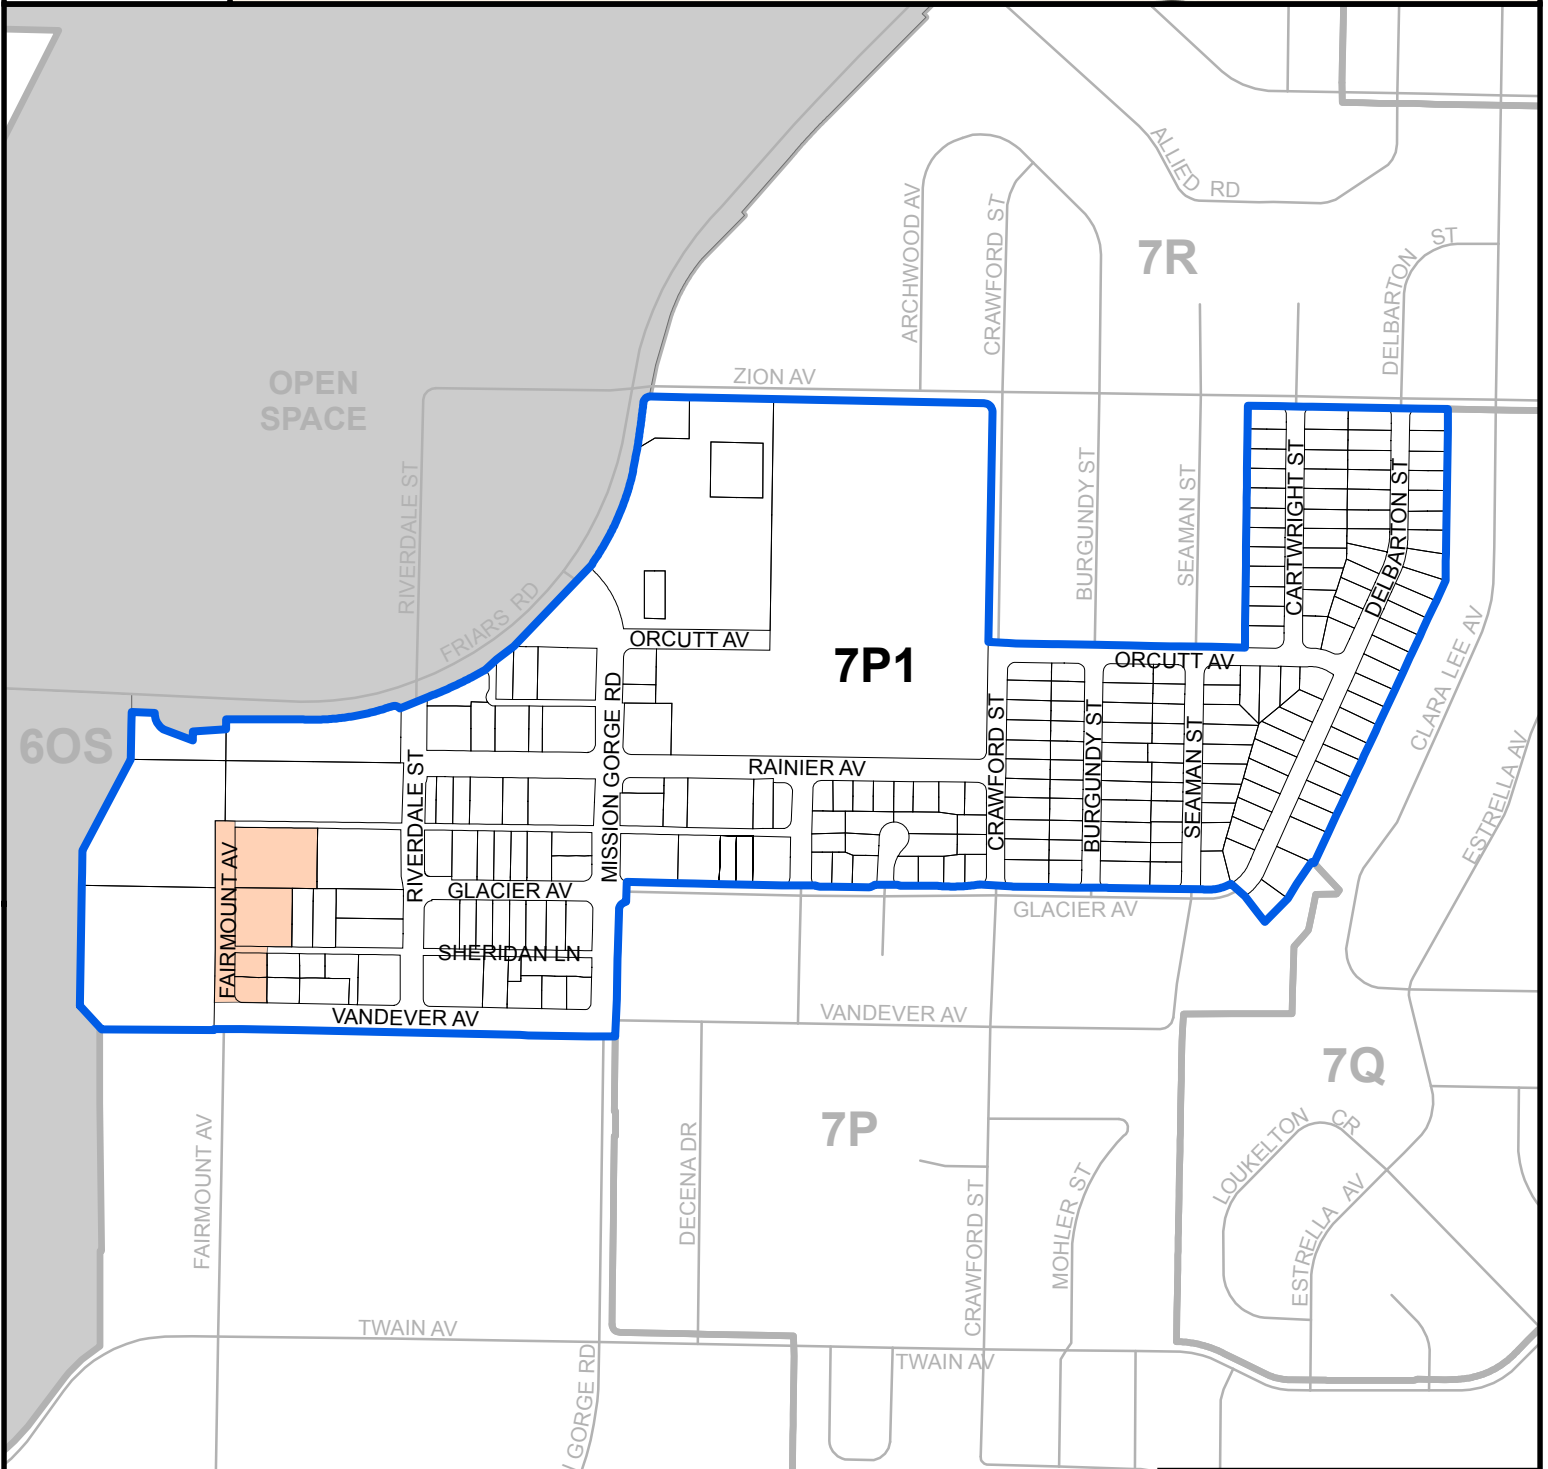 ALLIED RD
ARCHWOOD AV
CRAWFORD ST
7R
DELBARTON ST
OPEN
SPACE
ZION AV
RIVERDALE ST
BURGUNDY ST
SEAMAN ST
CARTWRIGHT ST
DELBARTON ST
FRIARS RD
ORCUTT AV
7P1
ORCUTT AV
CLARA LEE AV
6OS
MISSION GORGE RD
CRAWFORD ST
BURGUNDY ST
SEAMAN ST
ESTRELLA AV
RIVERDALE ST
RAINIER AV
FAIRMOUNT AV
GLACIER AV
GLACIER AV
SHERIDAN LN
VANDEVER AV
VANDEVER AV
7Q
7P
FAIRMOUNT AV
DECENA DR
CRAWFORD ST
MOHLER ST
LOUKELTON CR
ESTRELLA AV
TWAIN AV
TWAIN AV
GORGE RD